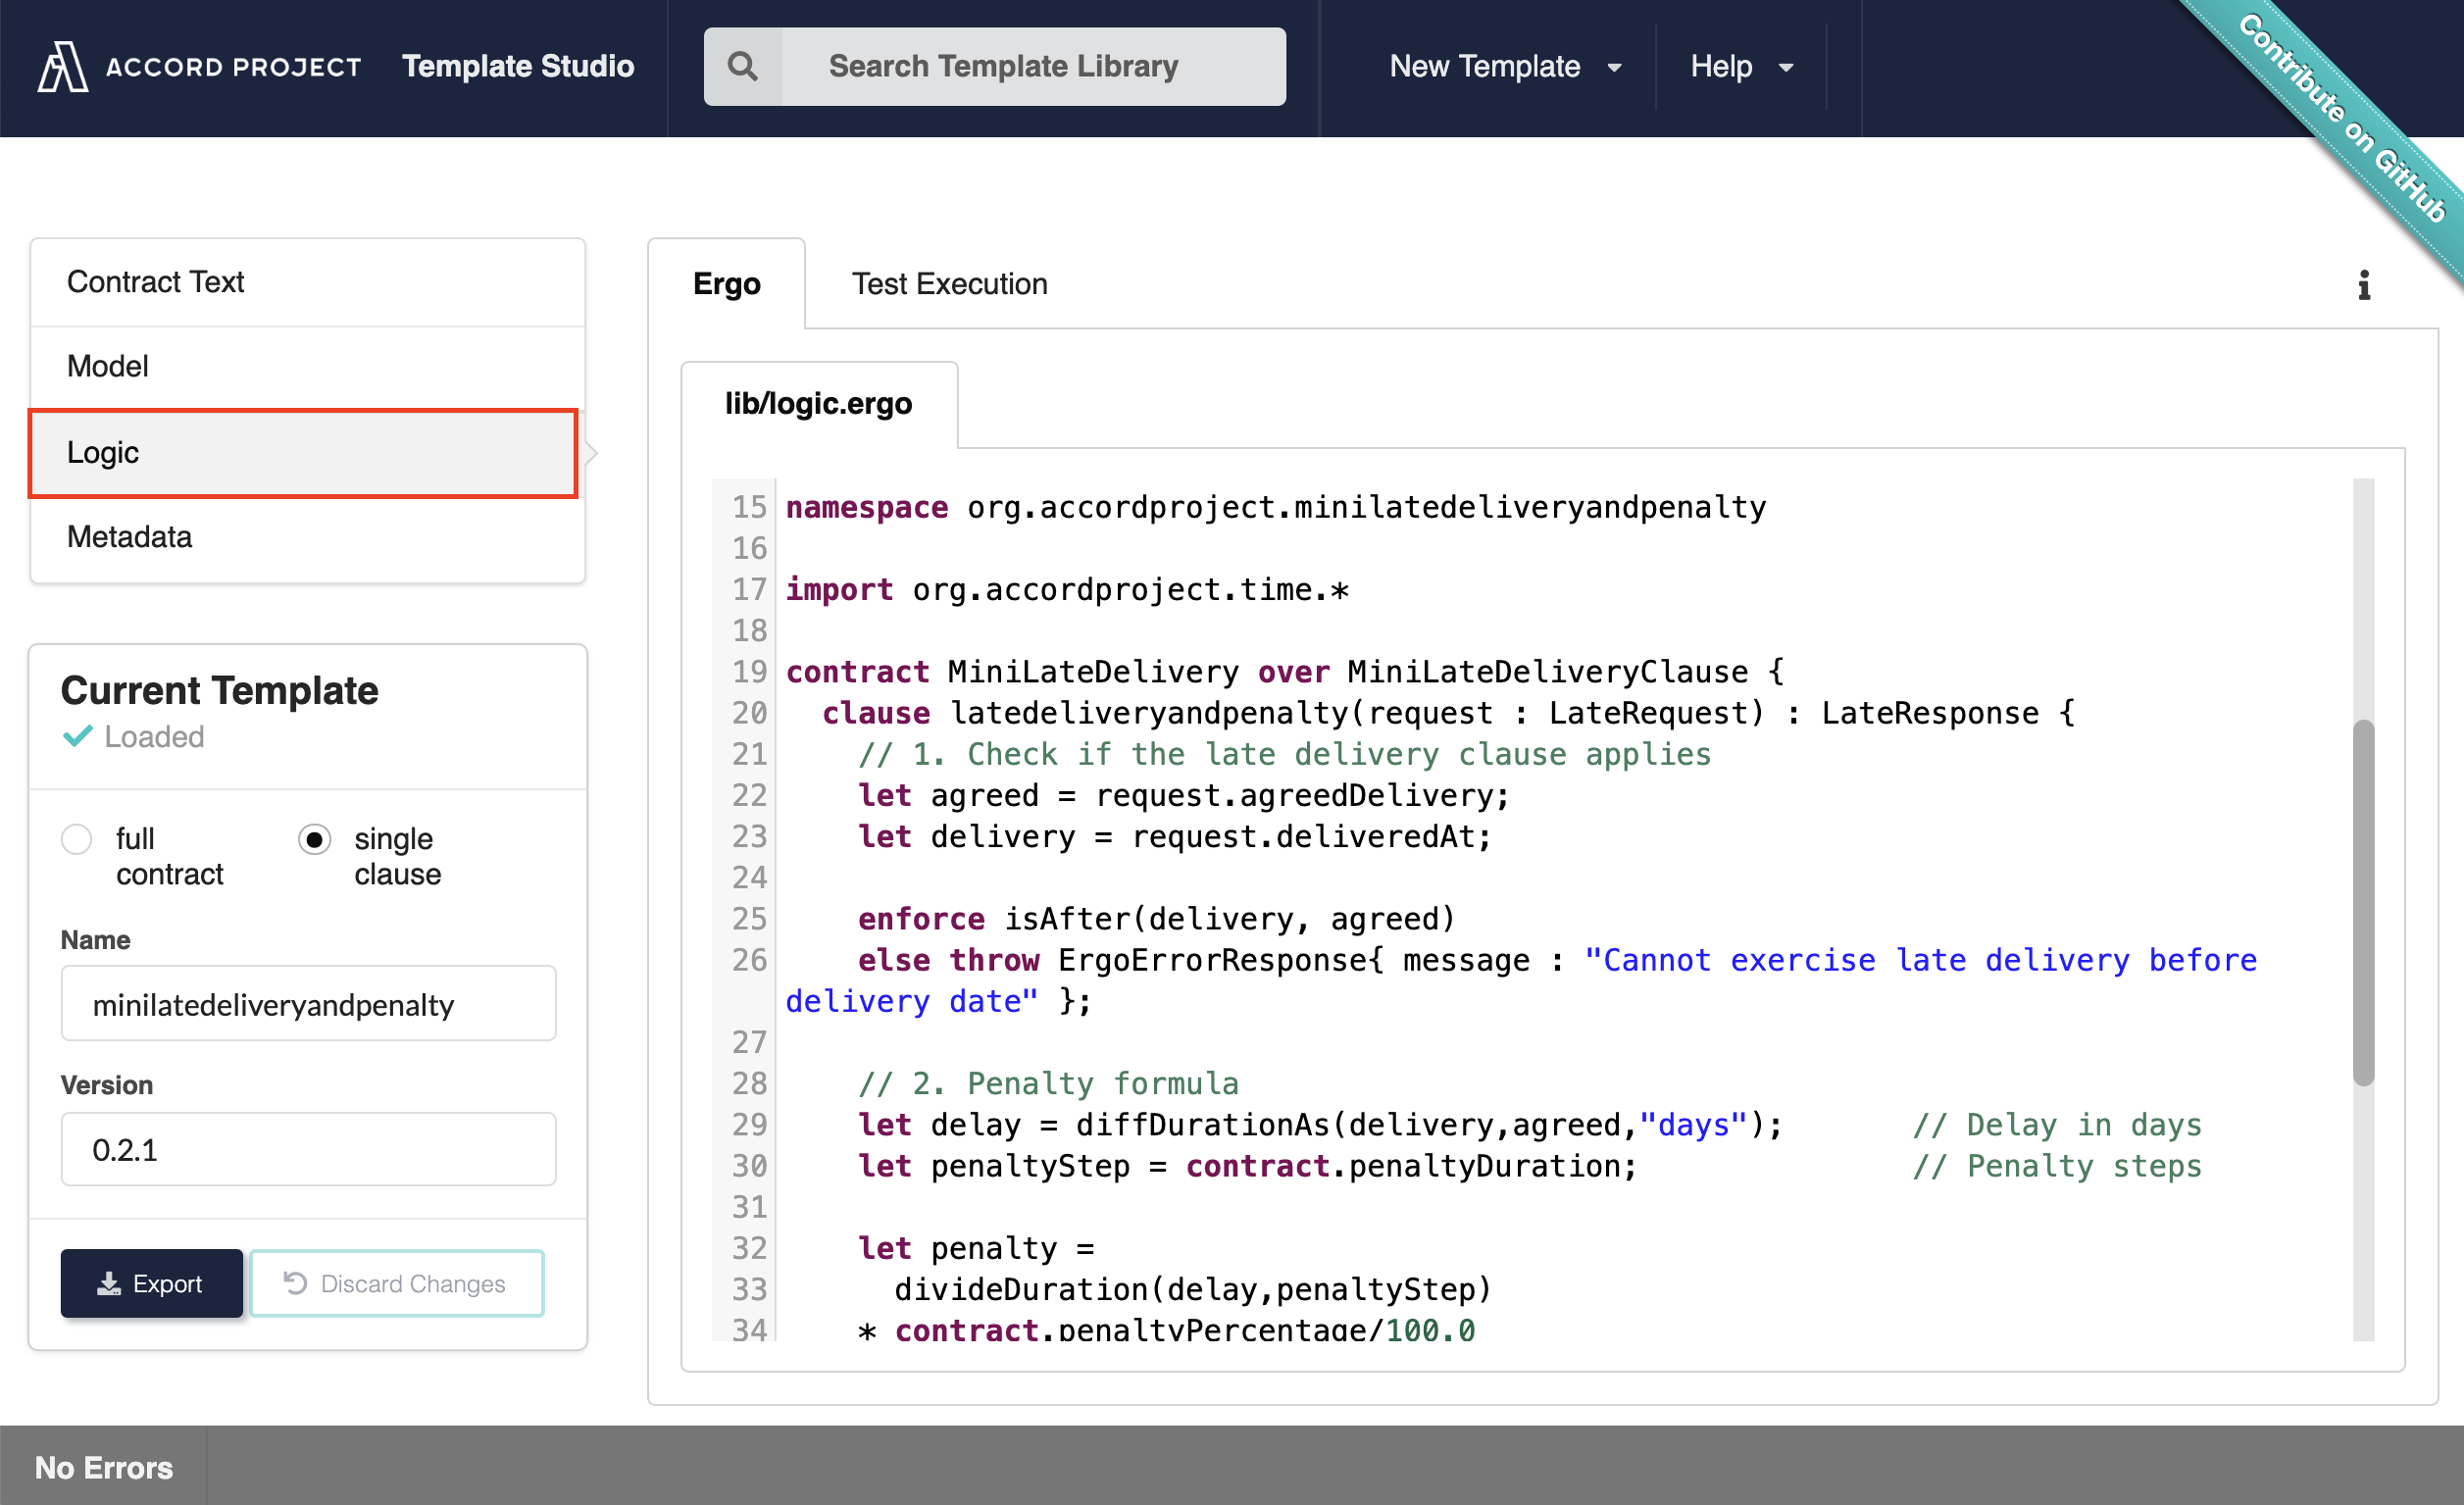 ACCORD PROJECT
Template Studio
Search Template Library
New Template
Help
Contribute on GitHub
Contract Text
Model
Logic
Metadata
Current Template
Loaded
full
contract
single
clause
Name
minilatedeliveryandpenalty
Version
0.2.1
Export
Discard Changes
Ergo
Test Execution
lib/logic.ergo
15 namespace org.accordproject.minilatedeliveryandpenalty
16
17 import org.accordproject.time.*
18
19 contract MiniLateDelivery over MiniLateDeliveryClause {
20 clause latedeliveryandpenalty(request : LateRequest) : LateResponse {
21 // 1. Check if the late delivery clause applies
22 let agreed = request.agreedDelivery;
23 let delivery = request.deliveredAt;
24
25 enforce isAfter(delivery, agreed)
26 else throw ErgoErrorResponse{ message : "Cannot exercise late delivery before
delivery date" };
27
28 // 2. Penalty formula
29 let delay = diffDurationAs(delivery,agreed,"days"); // Delay in days
30 let penaltyStep = contract.penaltyDuration; // Penalty steps
31
32 let penalty =
33 divideDuration(delay,penaltyStep)
34 * contract.penaltyPercentage/100.0
No Errors